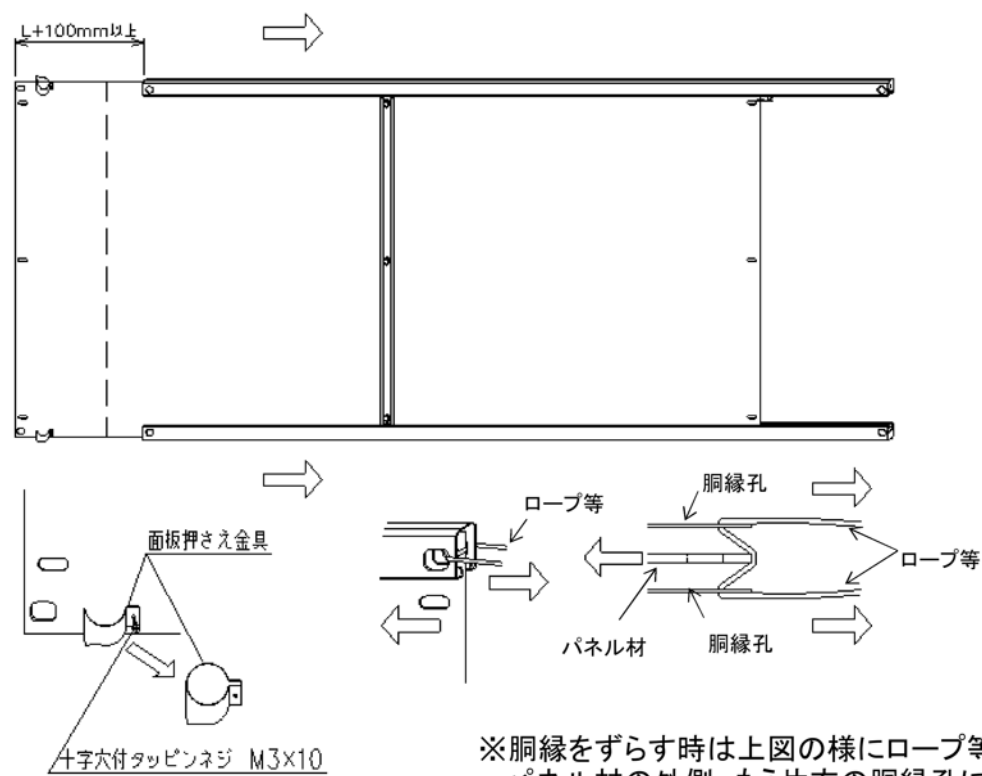 L+100mm以上
胴縁孔
ロープ等
面板押さえ金具
ロープ等
パネル材
胴縁孔
十字穴付タッピンネジ M3×10
※胴縁をずらす時は上図の様にロープ等